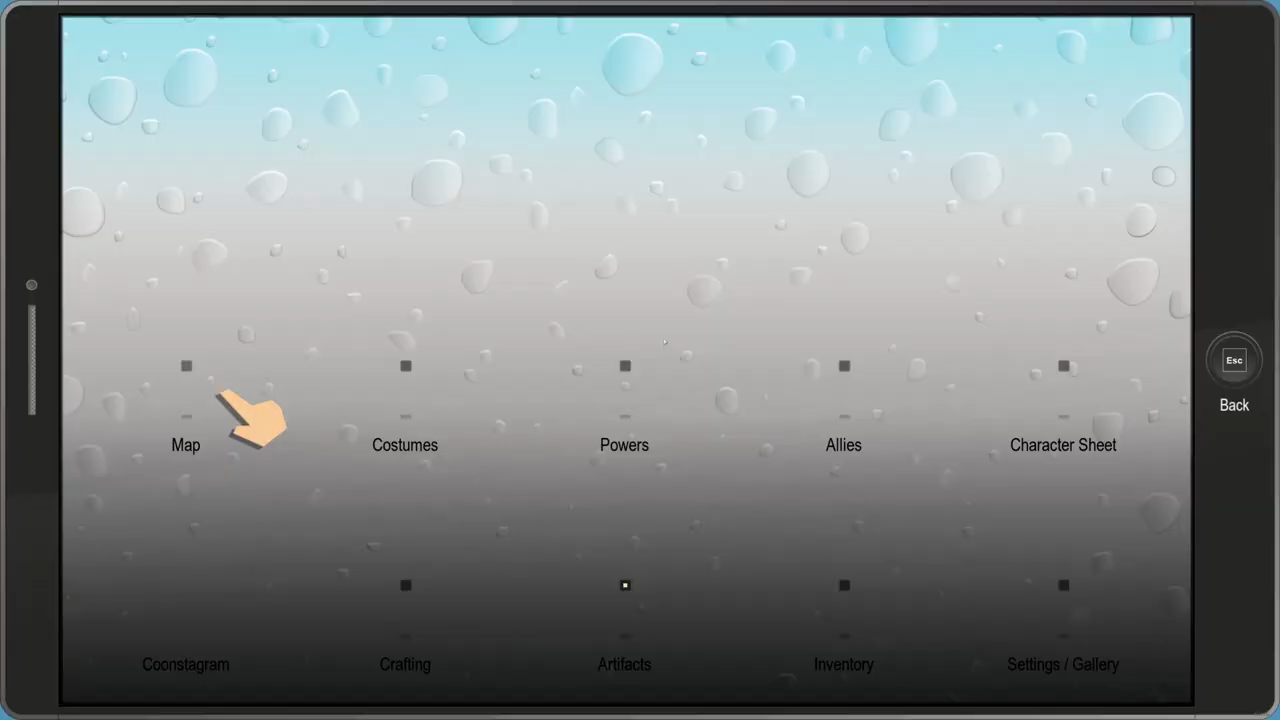 Esc
Back
Map
Costumes
Powers
Allies
Character Sheet
Coonstagram
Crafting
Artifacts
Inventory
Settings / Gallery